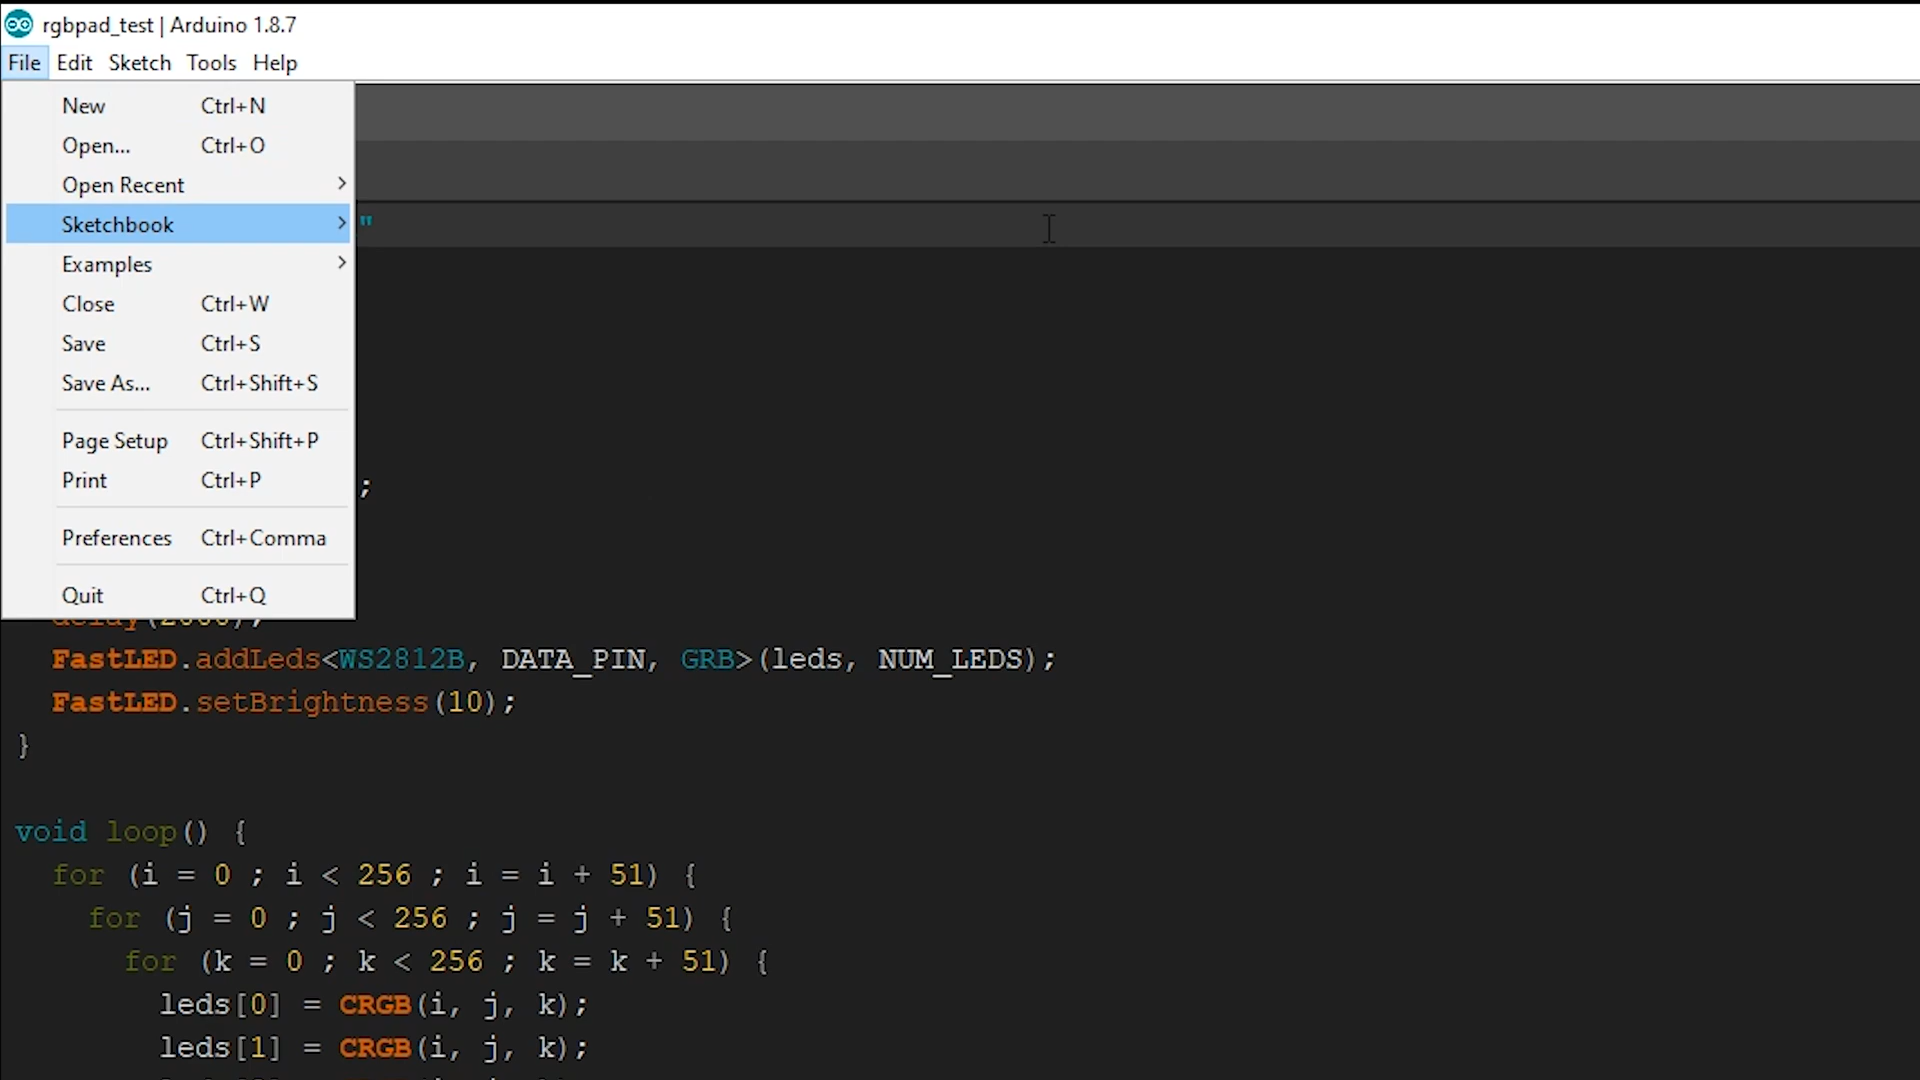 rgbpad_test | Arduino 1.8.7
File Edit Sketch Tools Help
New Ctrl+N
Open... Ctrl+O
Open Recent
Sketchbook "
Examples
Close Ctrl+W
Save Ctrl+S
Save As... Ctrl+Shift+S
Page Setup Ctrl+Shift+P
Print Ctrl+P ;
Preferences Ctrl+Comma
Quit Ctrl+Q
FastLED.addLeds<WS2812B, DATA_PIN, GRB>(leds, NUM_LEDS);
FastLED.setBrightness(10);
}
void loop() {
for (i = 0 ; i < 256 ; i = i + 51) {
for (j = 0 ; j < 256 ; j = j + 51) {
for (k = 0 ; k < 256 ; k = k + 51) {
leds[0] = CRGB(i, j, k);
leds[1] = CRGB(i, j, k);